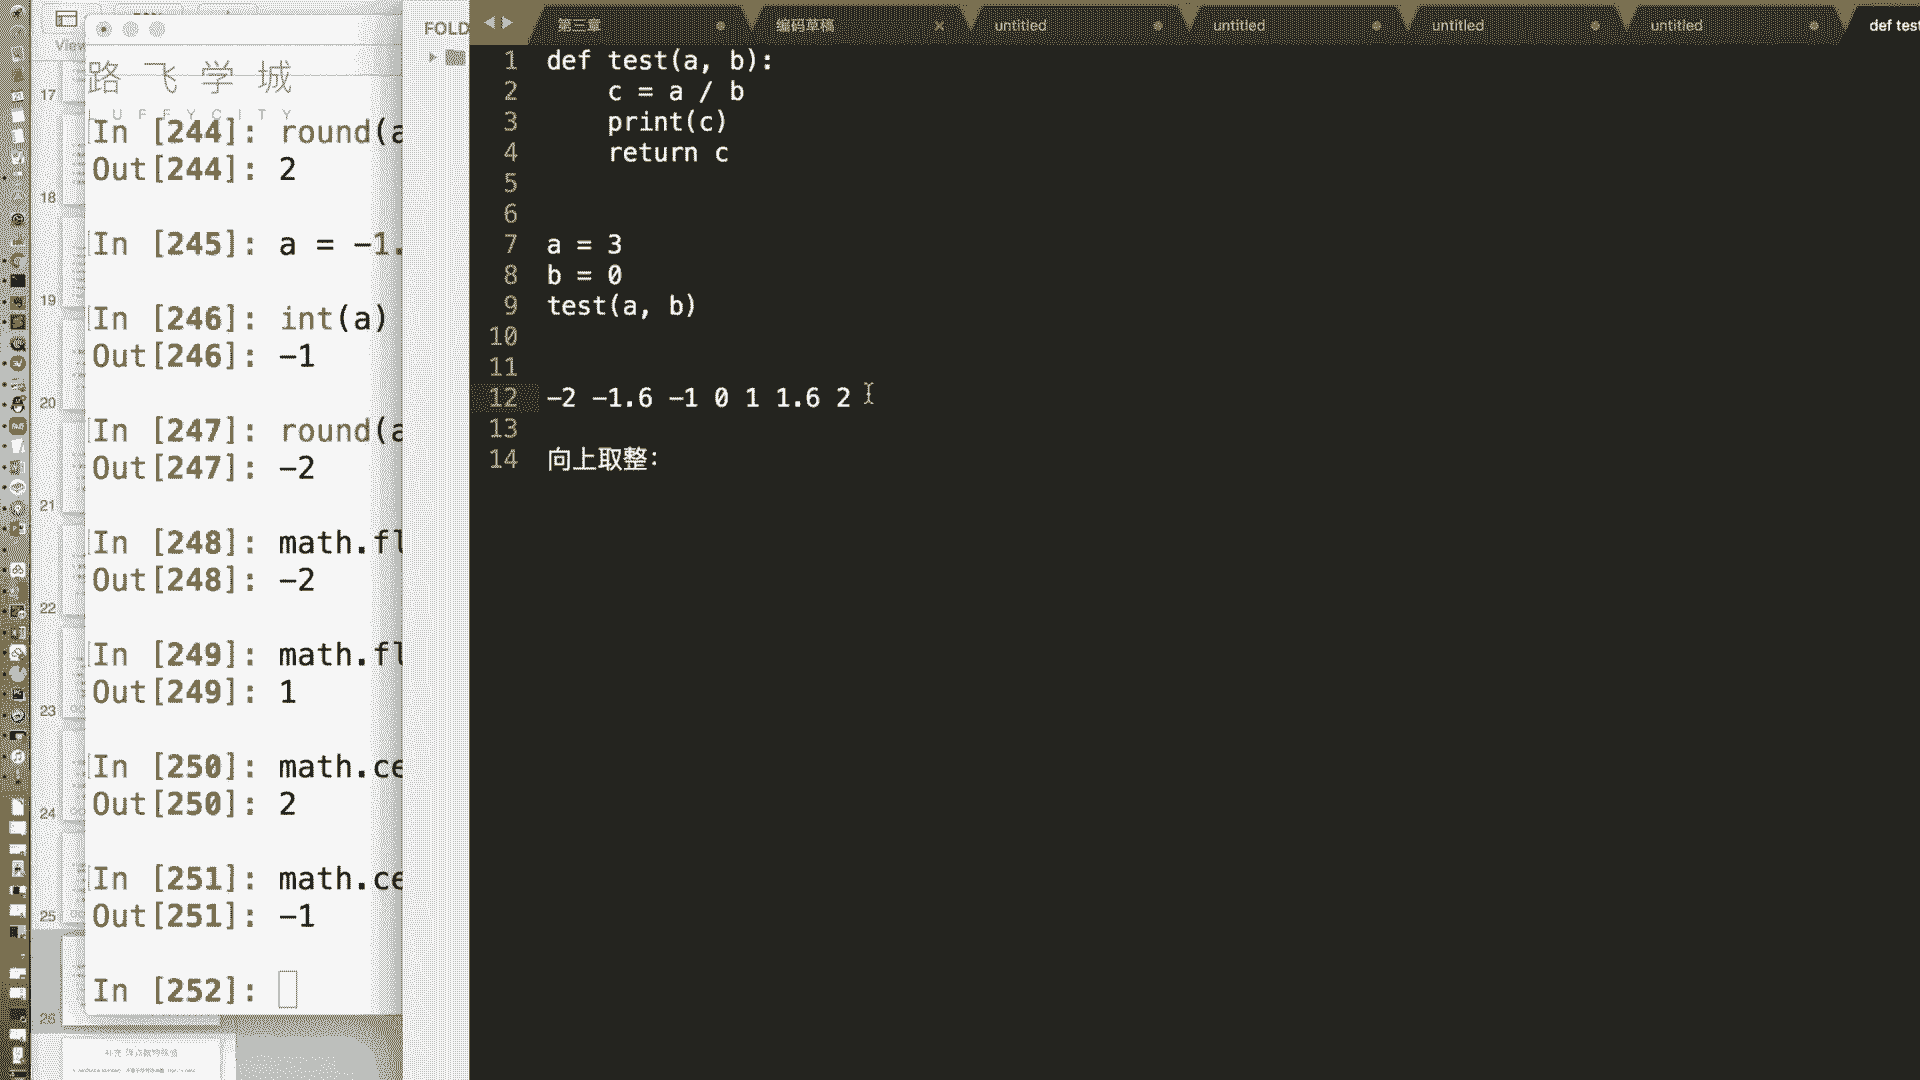 View
路飞学城
LUFFYCITY
17
18
19
20
21
22
23
24
25
26
In [244]: round(a
Out[244]: 2
In [245]: a = -1.
In [246]: int(a)
Out[246]: -1
In [247]: round(a
Out[247]: -2
In [248]: math.fl
Out[248]: -2
In [249]: math.fl
Out[249]: 1
In [250]: math.ce
Out[250]: 2
In [251]: math.ce
Out[251]: -1
In [252]:
FOLD
第三章
编码草稿
untitled
untitled
untitled
untitled
def test
1 def test(a, b):
2 c = a / b
3 print(c)
4 return c
5
6
7 a = 3
8 b = 0
9 test(a, b)
10
11
12 -2 -1.6 -1 0 1 1.6 2
13
14 向上取整: